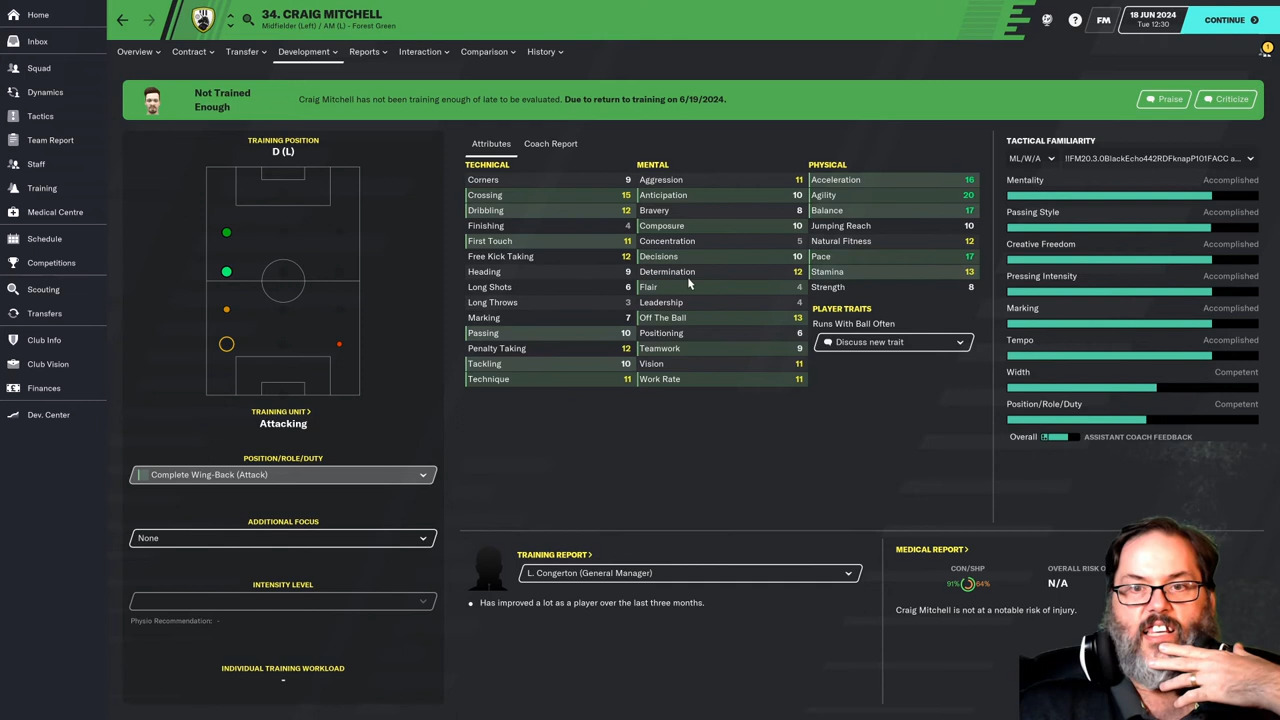 Home
Inbox
Squad
Dynamics
Tactics
Team Report
Staff
Training
Medical Centre
Schedule
Competitions
Scouting
Transfers
Club Info
Club Vision
Finances
Dev. Center
34. CRAIG MITCHELL
Midfielder (Left) / AM (L) - Forest Green
?
FM
18 JUN 2024
Tue 12:30
CONTINUE
Overview
Contract
Transfer
Development
Reports
Interaction
Comparison
History
Not Trained
Enough
Craig Mitchell has not been training enough of late to be evaluated. Due to return to training on 6/19/2024.
Praise
Criticize
TRAINING POSITION
D (L)
TRAINING UNIT >
Attacking
POSITION/ROLE/DUTY
Complete Wing-Back (Attack)
ADDITIONAL FOCUS
None
INTENSITY LEVEL
Physio Recommendation: -
INDIVIDUAL TRAINING WORKLOAD
-
Attributes
Coach Report
TECHNICAL
Corners 9
Crossing 15
Dribbling 12
Finishing 4
First Touch 11
Free Kick Taking 12
Heading 9
Long Shots 6
Long Throws 3
Marking 7
Passing 10
Penalty Taking 12
Tackling 10
Technique 11
MENTAL
Aggression 11
Anticipation 10
Bravery 8
Composure 10
Concentration 5
Decisions 10
Determination 12
Flair 4
Leadership 4
Off The Ball 13
Positioning 6
Teamwork 9
Vision 11
Work Rate 11
PHYSICAL
Acceleration 16
Agility 20
Balance 17
Jumping Reach 10
Natural Fitness 12
Pace 17
Stamina 13
Strength 8
PLAYER TRAITS
Runs With Ball Often
Discuss new trait
TACTICAL FAMILIARITY
ML/W/A
!!FM20.3.0BlackEcho442RDFknapP101FACC a...
Mentality Accomplished
Passing Style Accomplished
Creative Freedom Accomplished
Pressing Intensity Accomplished
Marking Accomplished
Tempo Accomplished
Width Competent
Position/Role/Duty Competent
Overall
ASSISTANT COACH FEEDBACK
TRAINING REPORT >
L. Congerton (General Manager)
Has improved a lot as a player over the last three months.
MEDICAL REPORT >
CON/SHP
91% 64%
OVERALL RISK O
N/A
Craig Mitchell is not at a notable risk of injury.